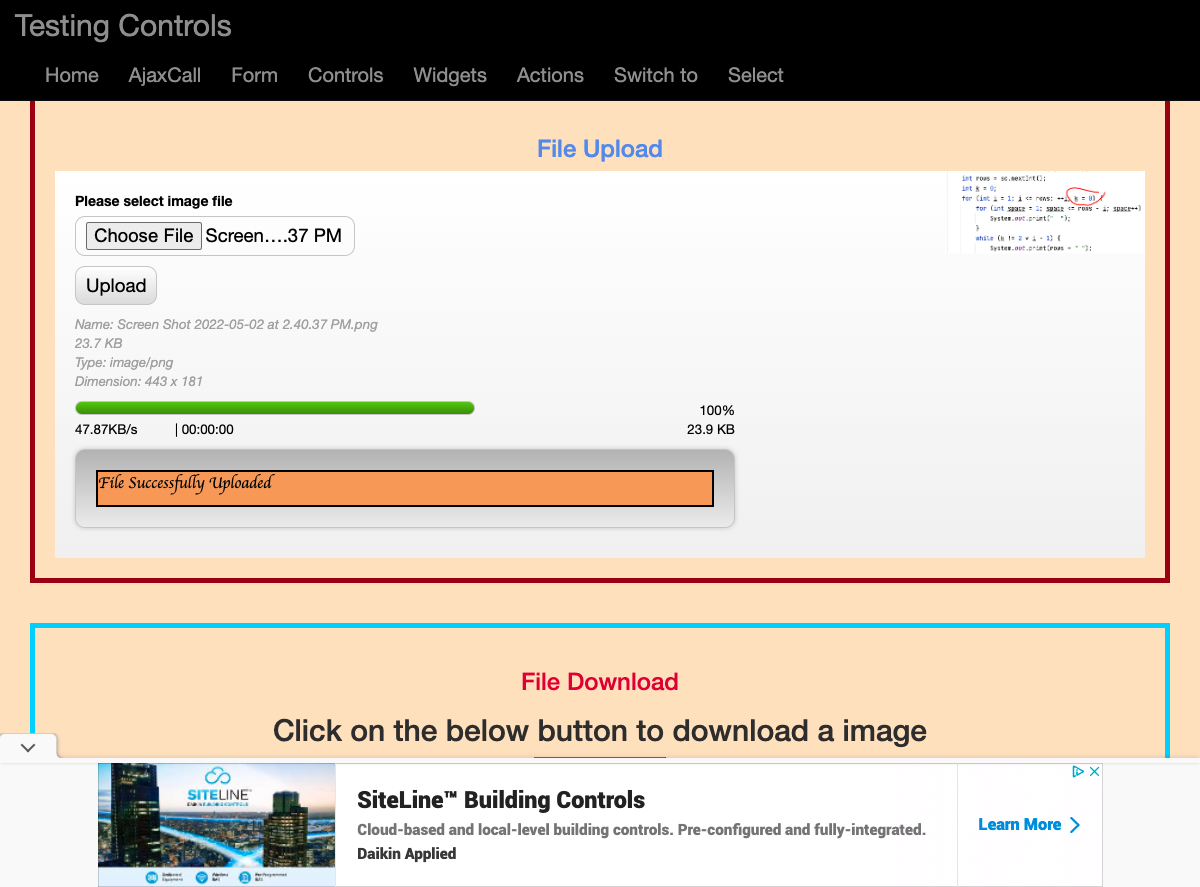 Testing Controls
Home AjaxCall Form Controls Widgets Actions Switch to Select
File Upload
Please select image file
Choose File Screen….37 PM
Upload
Name: Screen Shot 2022-05-02 at 2.40.37 PM.png
23.7 KB
Type: image/png
Dimension: 443 x 181
100%
47.87KB/s | 00:00:00 23.9 KB
File Successfully Uploaded
int rows = sc.nextInt();
int k = 0;
for (int i = 1; i <= rows; ++i, k = 0) {
for (int space = 1; space <= rows - i; space++)
System.out.print(" ");
}
while (k != 2 * i - 1) {
System.out.print(rows + " ");
File Download
Click on the below button to download a image
SITELINE™
SiteLine™ Building Controls
Cloud-based and local-level building controls. Pre-configured and fully-integrated.
Daikin Applied
Learn More